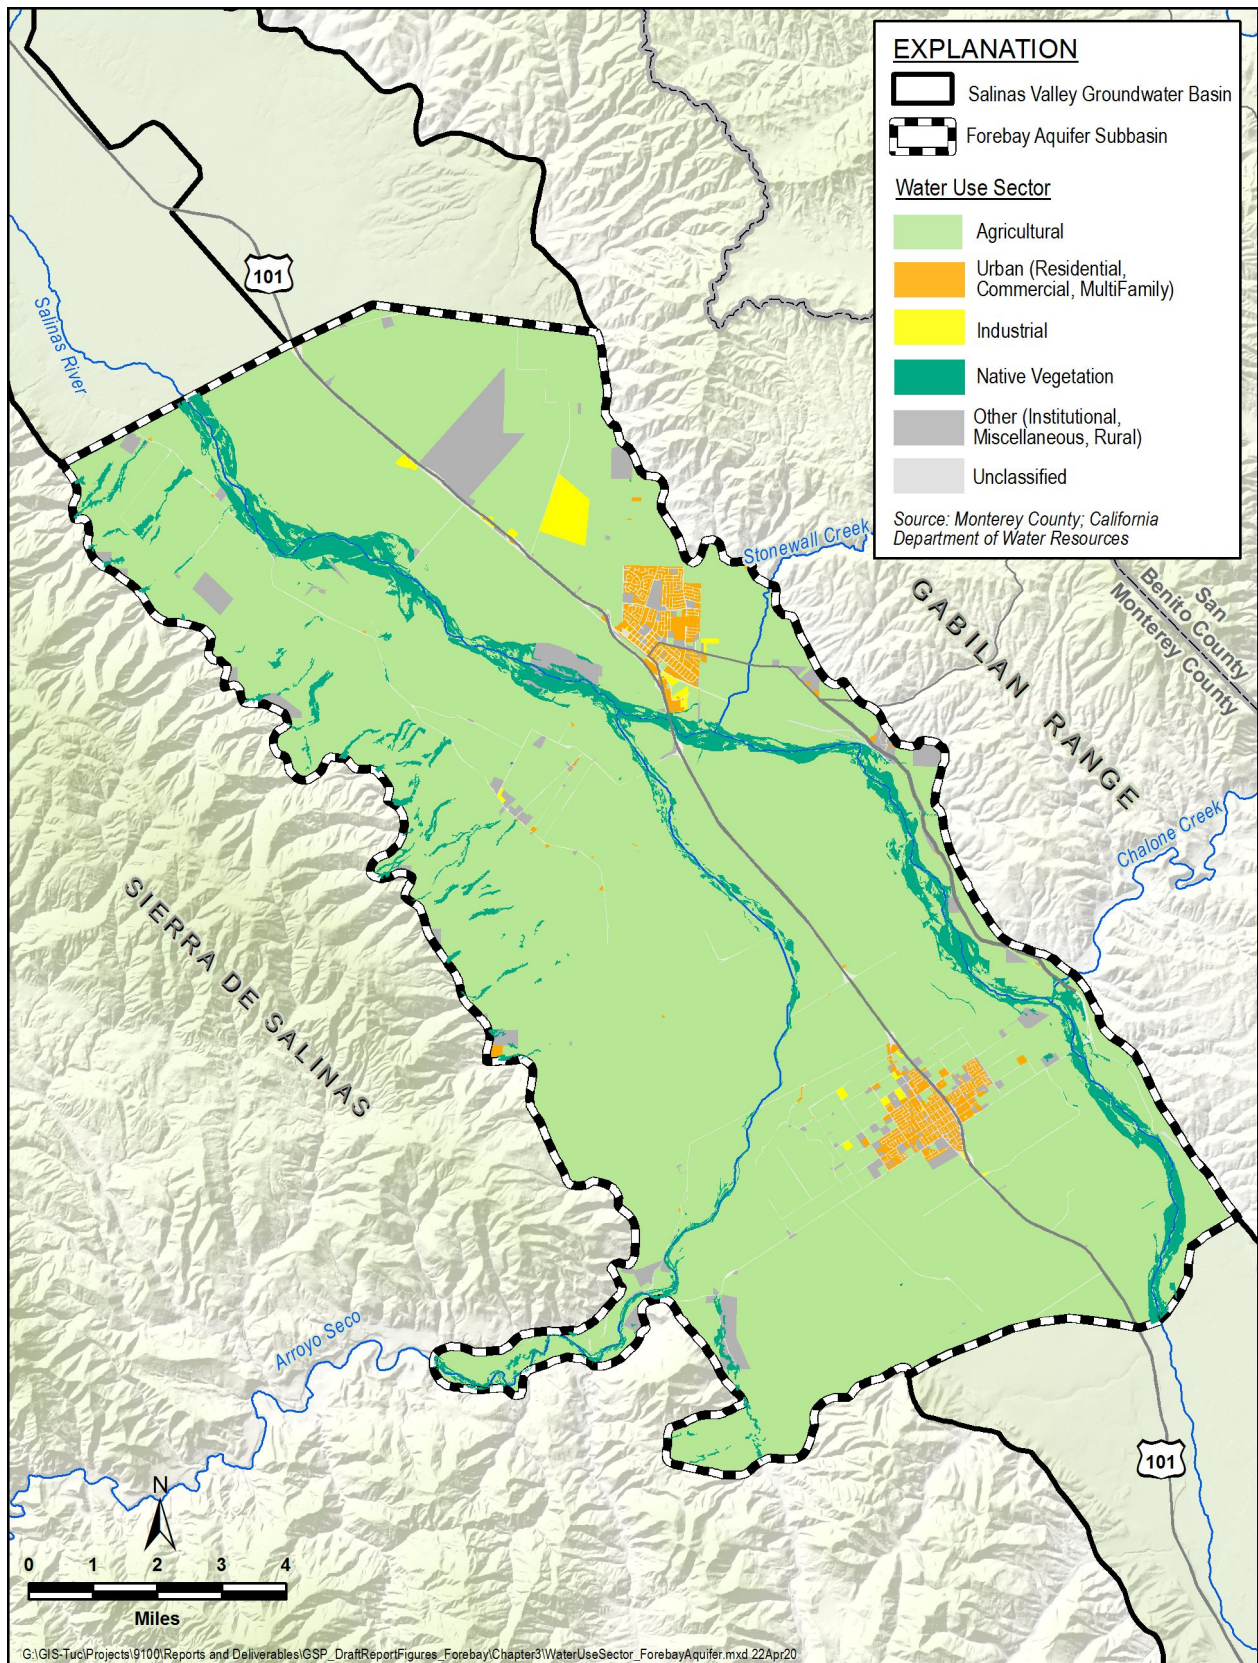 EXPLANATION
Salinas Valley Groundwater Basin
Forebay Aquifer Subbasin
Water Use Sector
Agricultural
Urban (Residential,
Commercial, MultiFamily)
Industrial
Native Vegetation
Other (Institutional,
Miscellaneous, Rural)
Unclassified
Source: Monterey County; California
Department of Water Resources
101
Salinas River
Stonewall Creek
San
Benito County
Monterey County
GABILAN RANGE
Chalone Creek
SIERRA DE SALINAS
Arroyo Seco
101
N
0 1 2 3 4
Miles
G:\GIS-Tuc\Projects\9100\Reports and Deliverables\GSP_DraftReportFigures_Forebay\Chapter3\WaterUseSector_ForebayAquifer.mxd 22Apr20